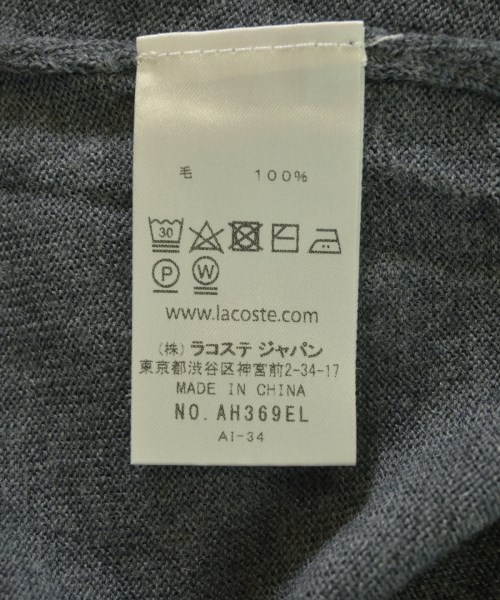 毛 100%
30
P W
www.lacoste.com
(株) ラコステ ジャパン
東京都渋谷区神宮前2-34-17
MADE IN CHINA
NO. AH369EL
AI-34